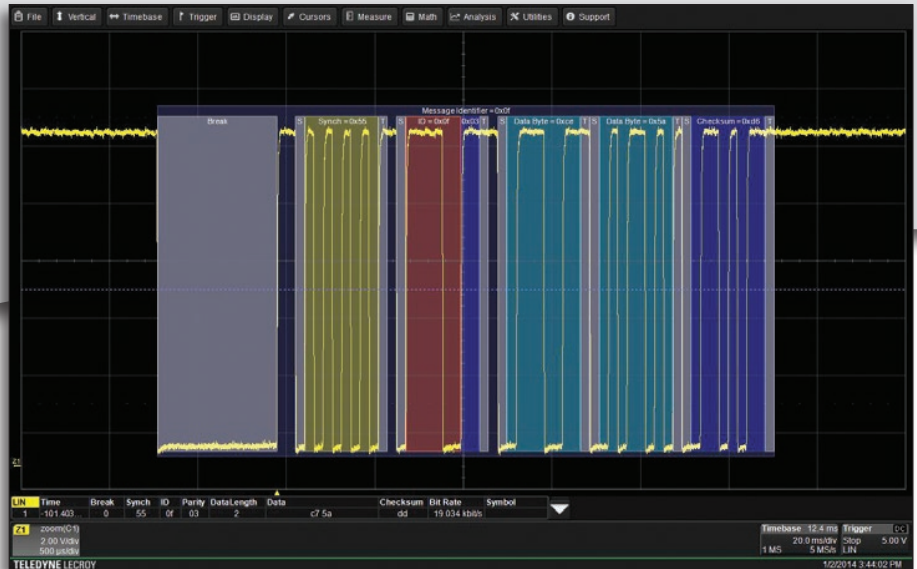 File Vertical Timebase Trigger Display Cursors Measure Math Analysis Utilities Support
Message Identifier = 0x0f
Break S Synch = 0x55 T S ID = 0x0f 0x03 T S Data Byte = 0xce T S Data Byte = 0x5a T S Checksum = 0xd6 T
Z1
LIN Time Break Synch ID Parity DataLength Data Checksum Bit Rate Symbol
1 -101.403... 0 55 0f 03 2 c7 5a dd 19.034 kbit/s
Z1 zoom(C1)
2.00 V/div
500 µs/div
Timebase 12.4 ms Trigger DC
20.0 ms/div Stop 5.00 V
1 MS 5 MS/s LIN
TELEDYNE LECROY 1/2/2014 3:44:02 PM